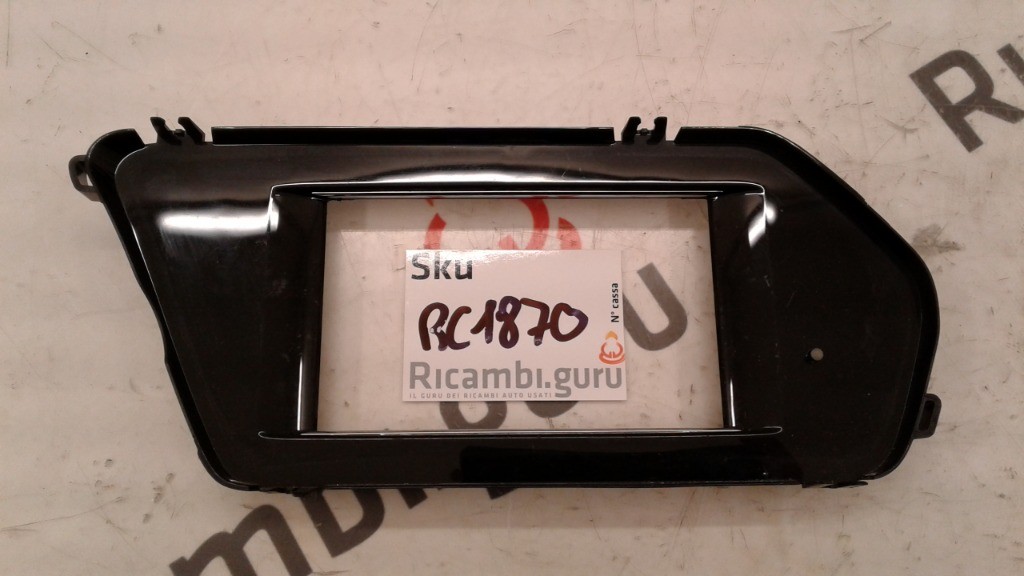 Sku
RC1870
N° cassa
Ricambi.guru
IL GURU DEI RICAMBI AUTO USATI